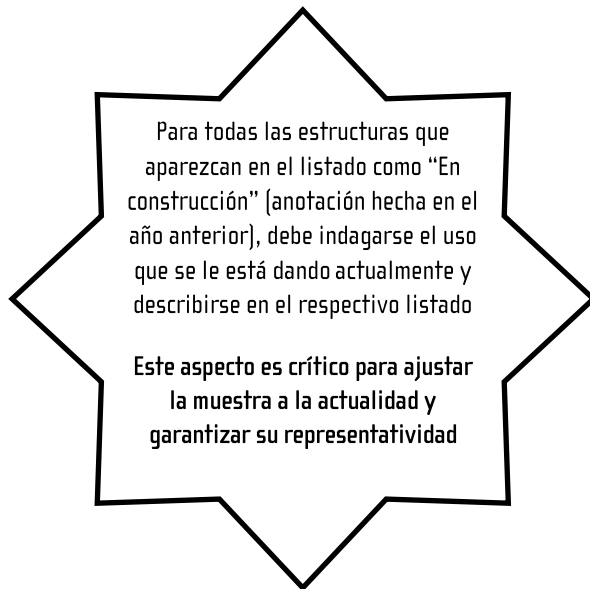 Para todas las estructuras que
aparezcan en el listado como “En
construcción” (anotación hecha en el
año anterior), debe indagarse el uso
que se le está dando actualmente y
describirse en el respectivo listado
Este aspecto es crítico para ajustar
la muestra a la actualidad y
garantizar su representatividad